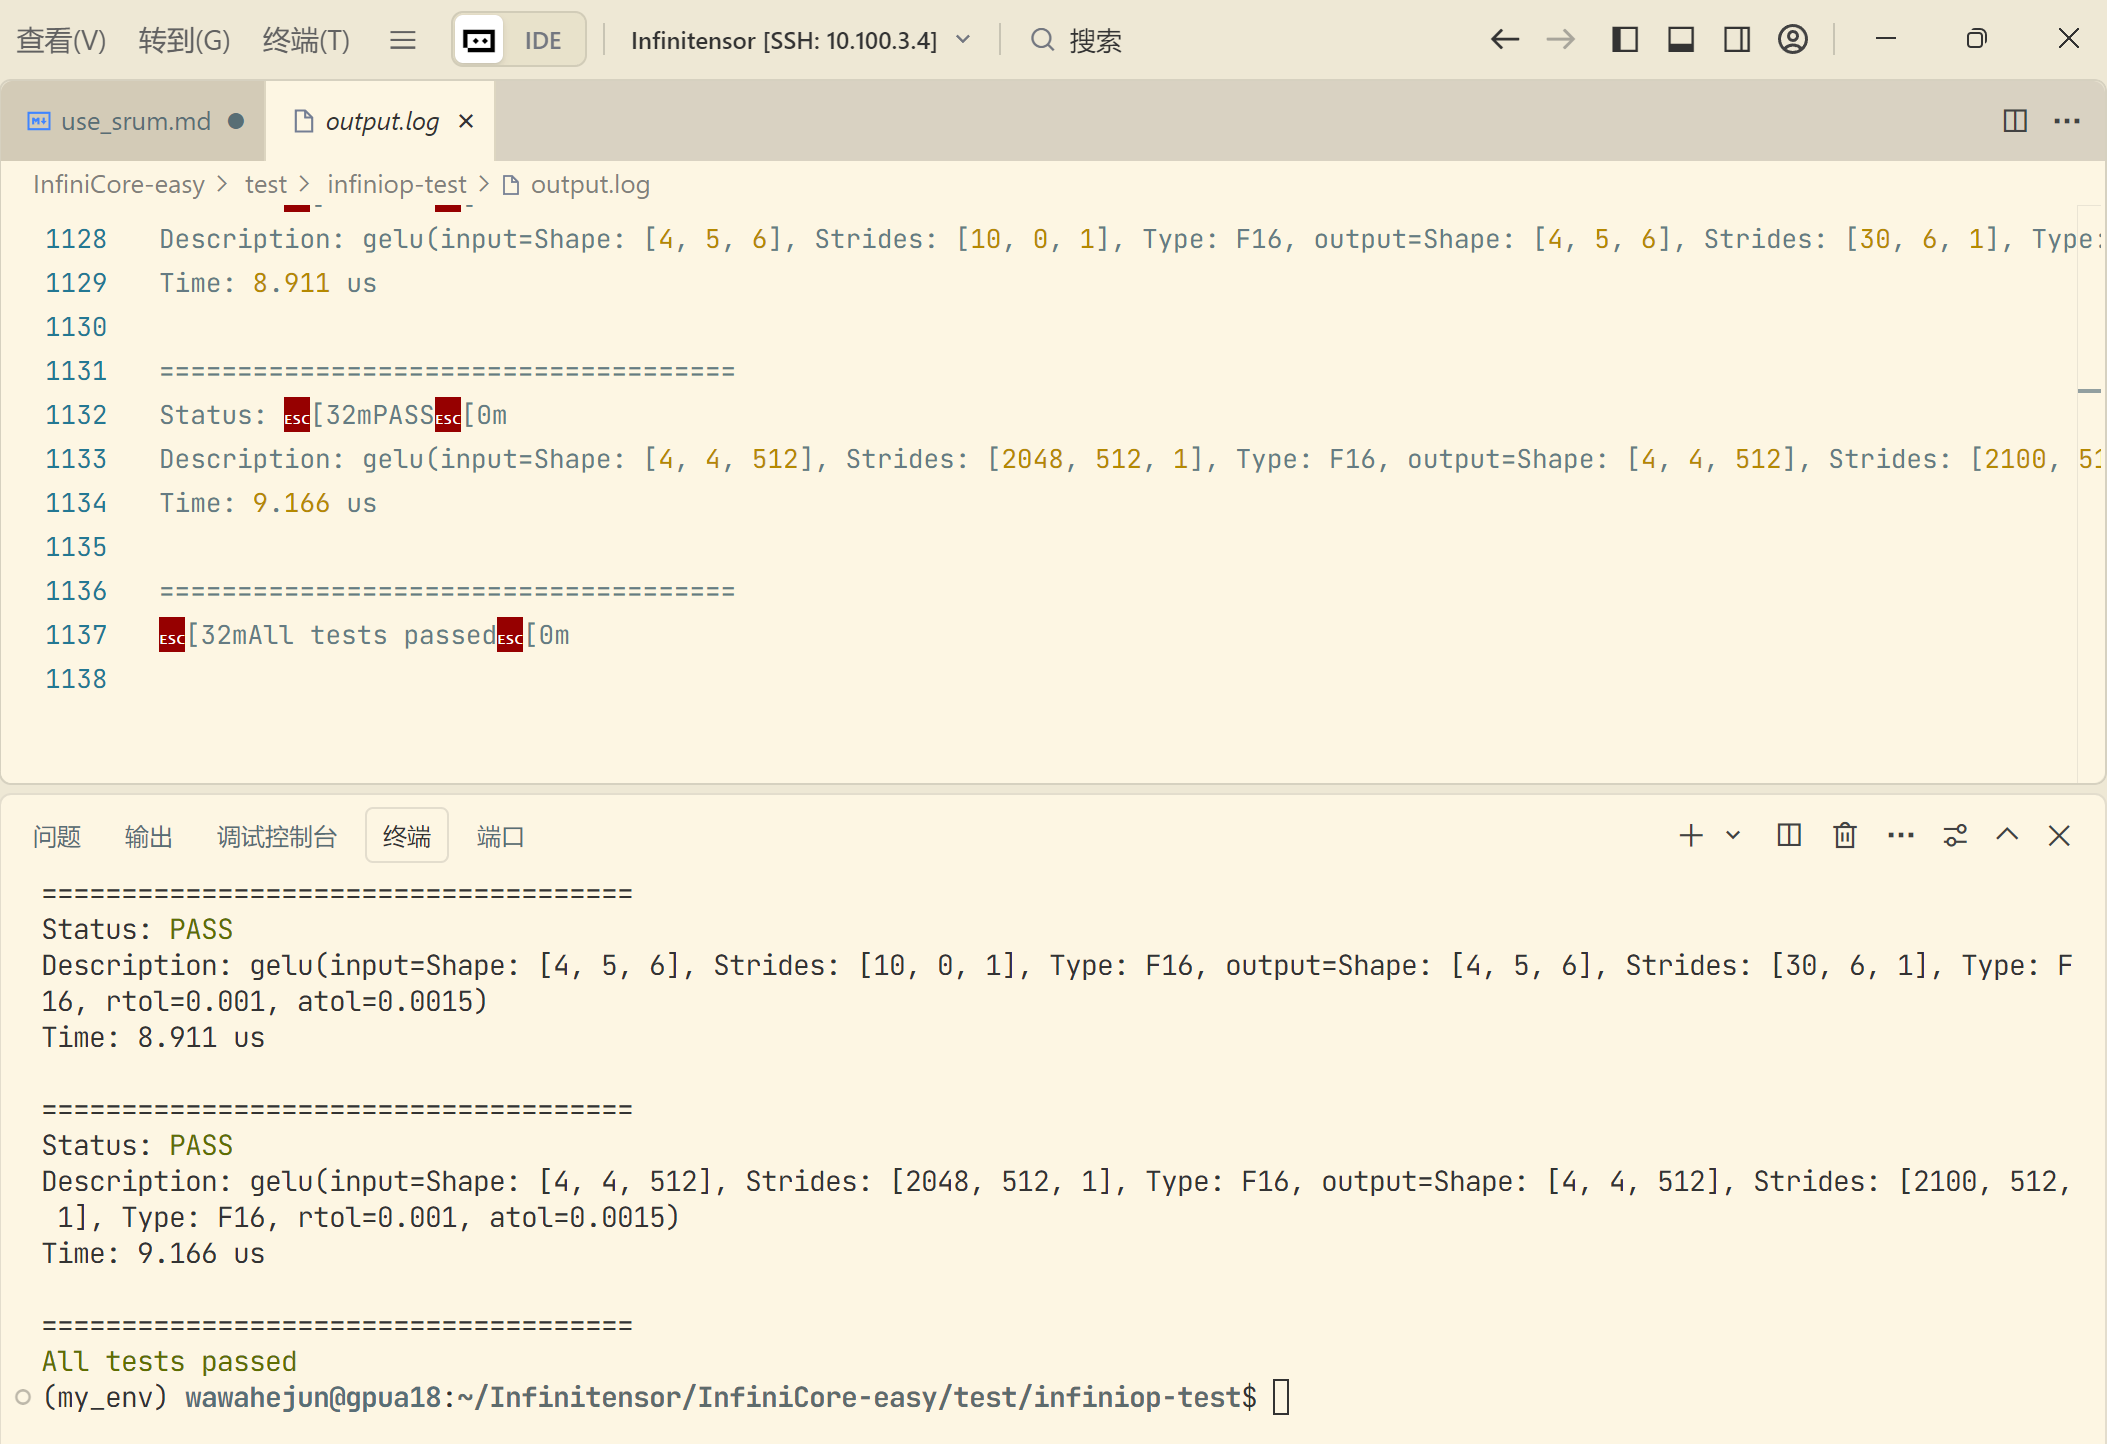 查看(V) 转到(G) 终端(T) IDE Infinitensor [SSH: 10.100.3.4] 搜索
use_srum.md output.log
InfiniCore-easy > test > infiniop-test > output.log
1128 Description: gelu(input=Shape: [4, 5, 6], Strides: [10, 0, 1], Type: F16, output=Shape: [4, 5, 6], Strides: [30, 6, 1], Type:
1129 Time: 8.911 us
1130
1131 =====================================
1132 Status: ESC[32mPASSESC[0m
1133 Description: gelu(input=Shape: [4, 4, 512], Strides: [2048, 512, 1], Type: F16, output=Shape: [4, 4, 512], Strides: [2100, 51
1134 Time: 9.166 us
1135
1136 =====================================
1137 ESC[32mAll tests passedESC[0m
1138
问题 输出 调试控制台 终端 端口
=====================================
Status: PASS
Description: gelu(input=Shape: [4, 5, 6], Strides: [10, 0, 1], Type: F16, output=Shape: [4, 5, 6], Strides: [30, 6, 1], Type: F
16, rtol=0.001, atol=0.0015)
Time: 8.911 us
=====================================
Status: PASS
Description: gelu(input=Shape: [4, 4, 512], Strides: [2048, 512, 1], Type: F16, output=Shape: [4, 4, 512], Strides: [2100, 512,
1], Type: F16, rtol=0.001, atol=0.0015)
Time: 9.166 us
=====================================
All tests passed
(my_env) wawahejun@gpua18:~/Infinitensor/InfiniCore-easy/test/infiniop-test$